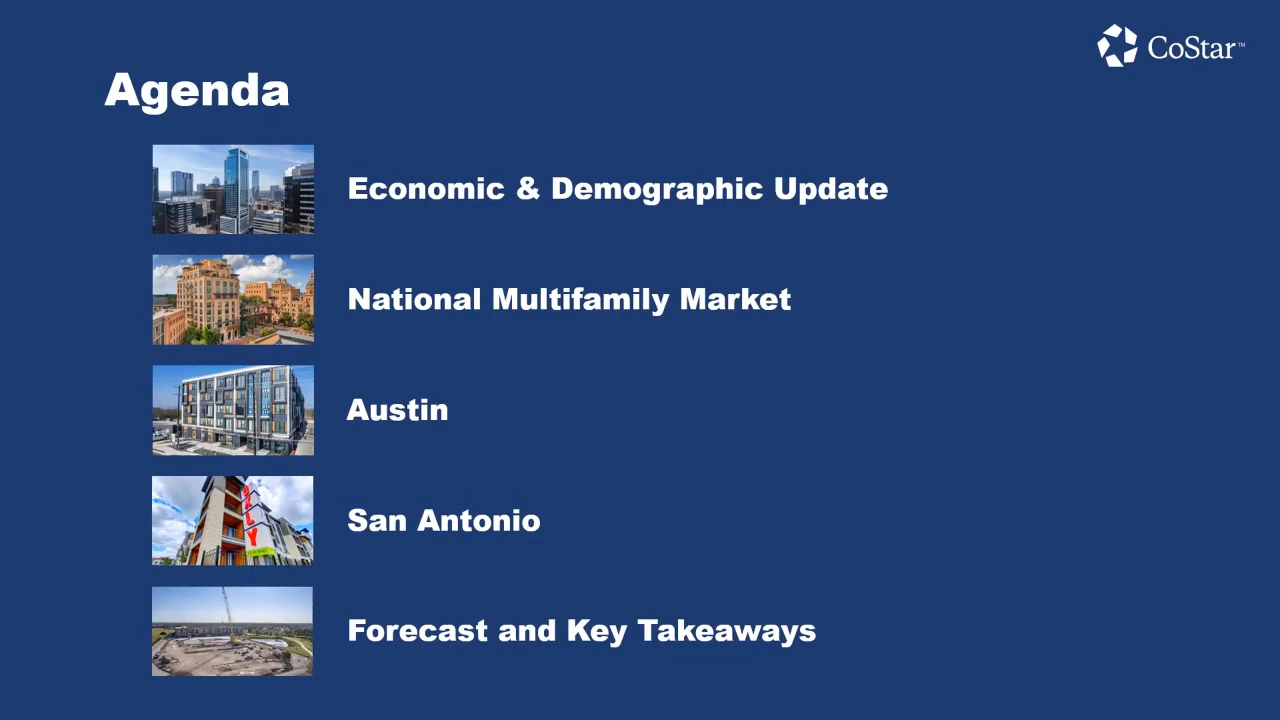 CoStar™
Agenda
Economic & Demographic Update
National Multifamily Market
Austin
San Antonio
Forecast and Key Takeaways